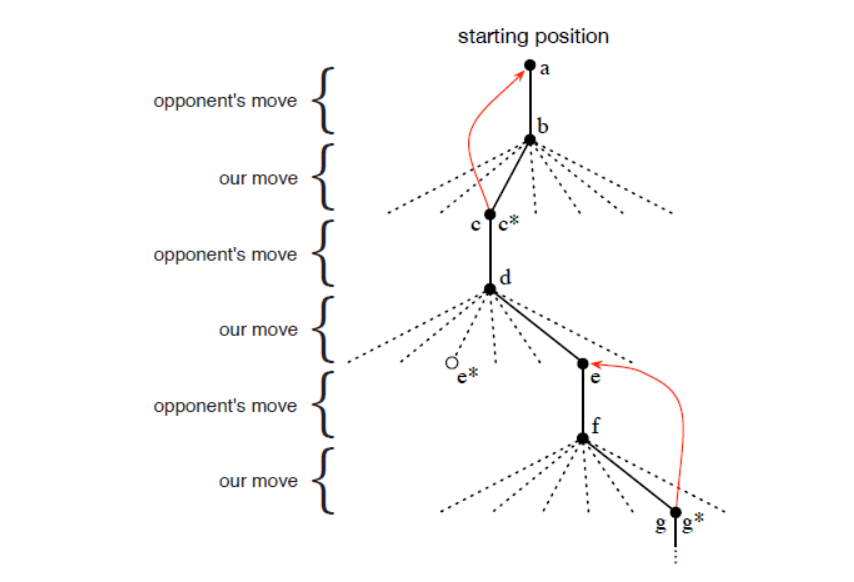 starting position
a
opponent's move
b
our move
c c*
opponent's move
d
our move
e* e
opponent's move
f
our move
g g*